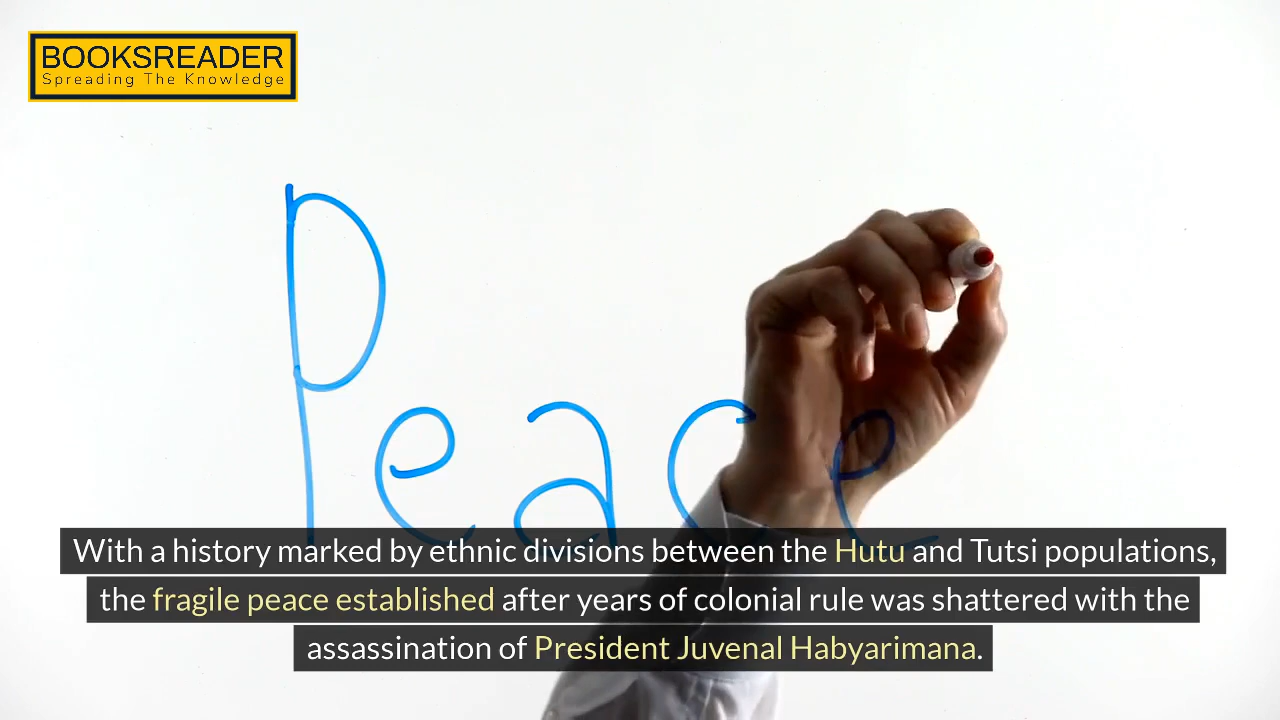 BOOKSREADER
Spreading The Knowledge
Peace
With a history marked by ethnic divisions between the Hutu and Tutsi populations,
the fragile peace established after years of colonial rule was shattered with the
assassination of President Juvenal Habyarimana.